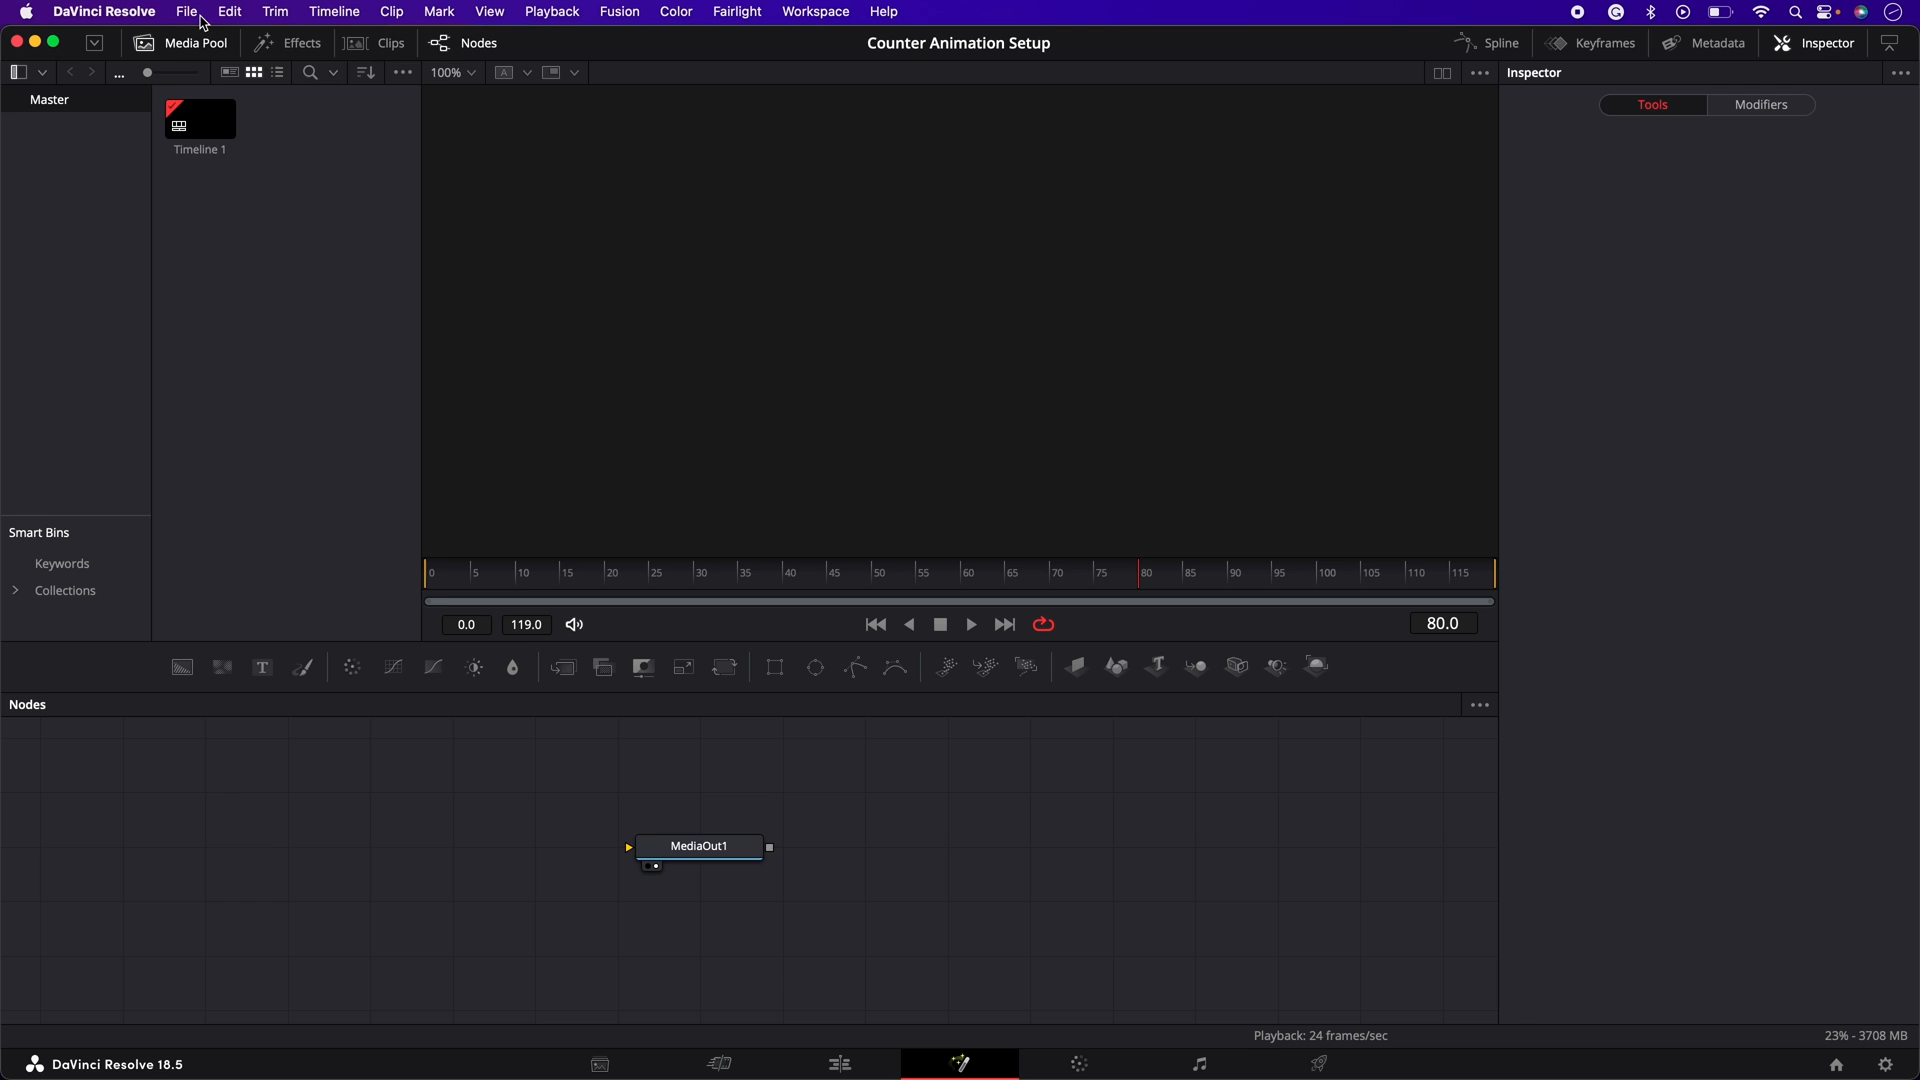 DaVinci Resolve File Edit Trim Timeline Clip Mark View Playback Fusion Color Fairlight Workspace Help
Media Pool Effects Clips Nodes Counter Animation Setup Spline Keyframes Metadata Inspector
... 100% A Inspector
Master
Timeline 1
Tools Modifiers
Smart Bins
Keywords
Collections
0 5 10 15 20 25 30 35 40 45 50 55 60 65 70 75 80 85 90 95 100 105 110 115
0.0 119.0 80.0
T T
Nodes
MediaOut1
Playback: 24 frames/sec 23% - 3708 MB
DaVinci Resolve 18.5